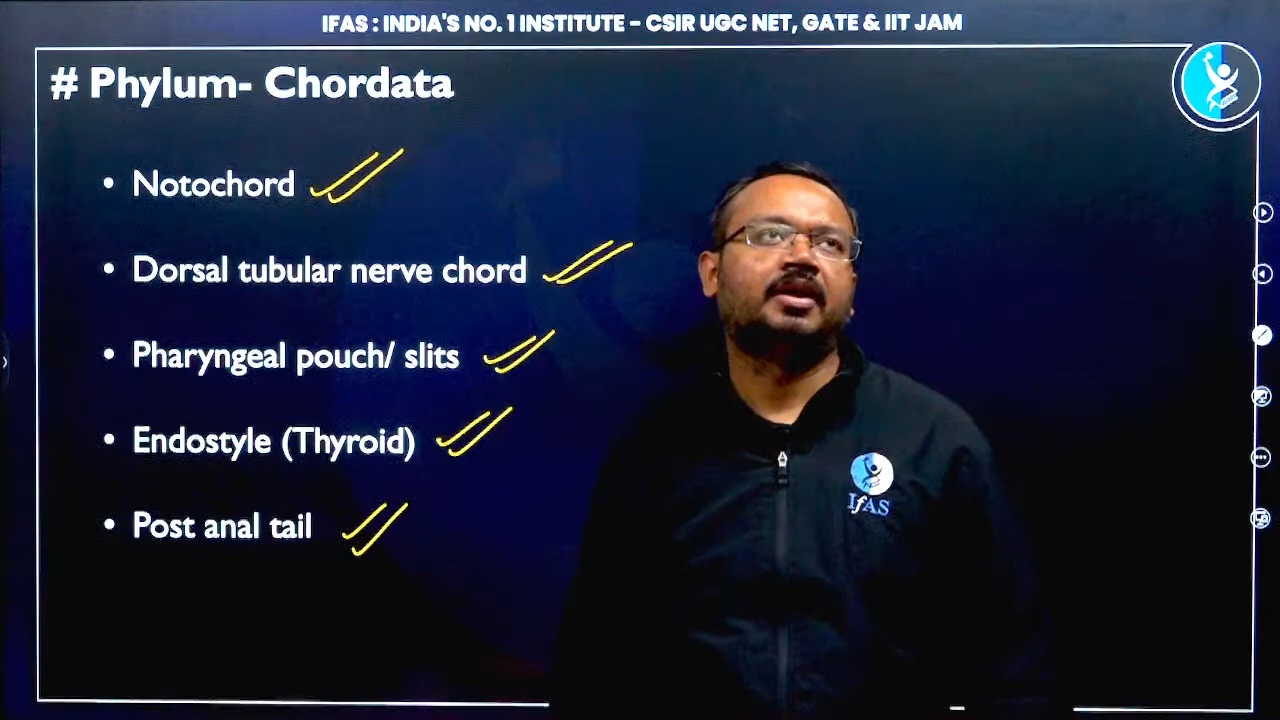 IFAS : INDIA'S NO. 1 INSTITUTE – CSIR UGC NET, GATE & IIT JAM
# Phylum- Chordata
• Notochord
• Dorsal tubular nerve chord
• Pharyngeal pouch/ slits
• Endostyle (Thyroid)
• Post anal tail
IfAS